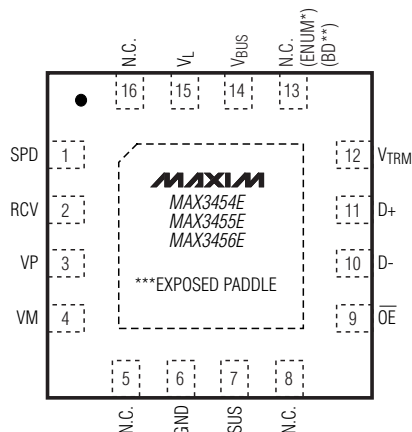 N.C.
VL
VBUS
N.C.
(ENUM*)
(BD**)
16
15
14
13
SPD 1
12 VTRM
MAXIM
RCV 2
MAX3454E
11 D+
MAX3455E
MAX3456E
VP 3
10 D-
***EXPOSED PADDLE
VM 4
9 OE
5
6
7
8
N.C.
GND
SUS
N.C.